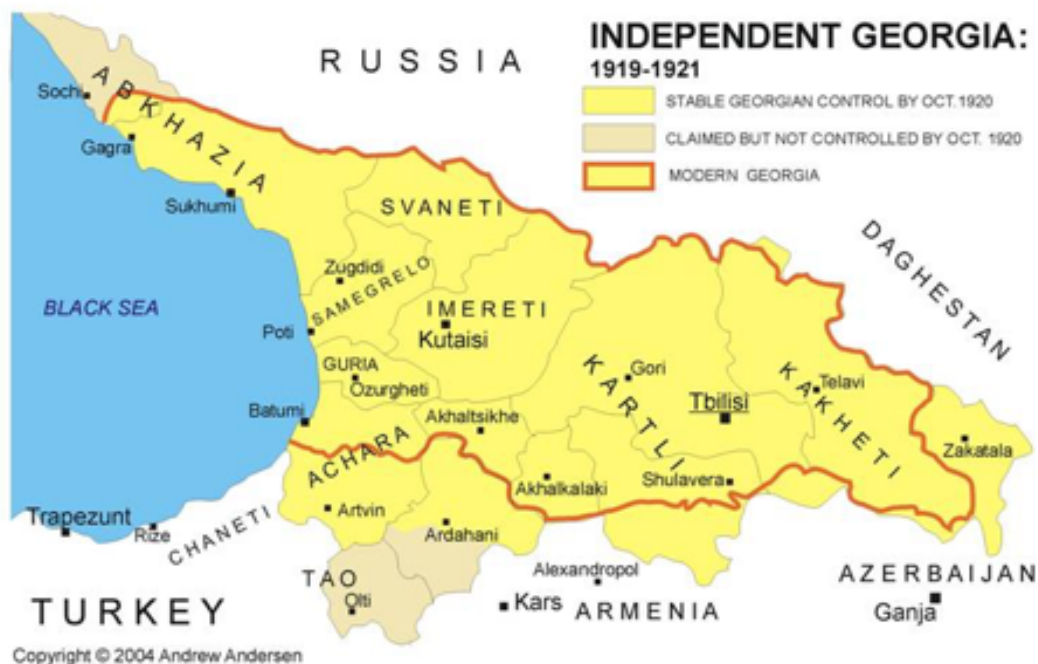 INDEPENDENT GEORGIA:
1919-1921
STABLE GEORGIAN CONTROL BY OCT. 1920
CLAIMED BUT NOT CONTROLLED BY OCT. 1920
MODERN GEORGIA
RUSSIA
ABKHAZIA
Sochi
Gagra
Sukhumi
SVANETI
DAGHESTAN
Zugdidi
SAMEGRELO
BLACK SEA
IMERETI
Poti
Kutaisi
GURIA
Ozurgheti
KARTLI
Gori
KAKHETI
Telavi
Tbilisi
Batumi
Akhaltsikhe
ACHARA
Zakatala
Akhalkalaki
Shulavera
Trapezunt
Rize
CHANETI
Artvin
Ardahani
TAO
Olti
Alexandropol
Kars
ARMENIA
AZERBAIJAN
Ganja
TURKEY
Copyright © 2004 Andrew Andersen